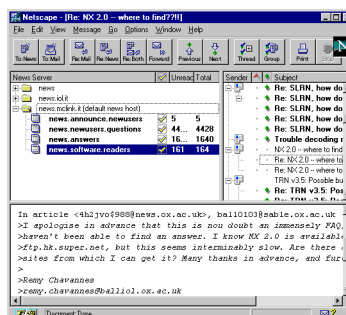 Netscape - [Re: NX 2.0 -- where to find??!!]
File Edit View Message Go Options Window Help
To:News To:Mail Re:Mail Re:News Re:Both Forward Previous Next Thread Group Print
News Server Unread Total
news
news.iol.it
news.mclink.it (default news host)
news.announce.newusers 5 5
news.newusers.questions 44... 4428
news.answers 16... 1640
news.software.readers 161 164
Sender Subject
Re: SLRN, how do
Re: SLRN, how do
Re: SLRN, how do
Re: SLRN, how do
Trouble decoding
NX 2.0 -- where to find
Re: NX 2.0 -- where to
Re: NX 2.0 -- where to
TRN v3.5: Possible bu
Re: TRN v3.5: Pos
In article <4h2jvo$988@news.ox.ac.uk>, ball0103@sable.ox.ac.uk
>I apologise in advance that this is nou doubt an immensely FAQ,
>haven't been able to find an answer. I know NX 2.0 is available
>ftp.hk.super.net, but this seems interminably slow. Are there
>sites from which I can get it? Many thanks in advance, and fur
>
>Remy Chavannes
>remy.chavannes@balliol.ox.ac.uk
Document: Done